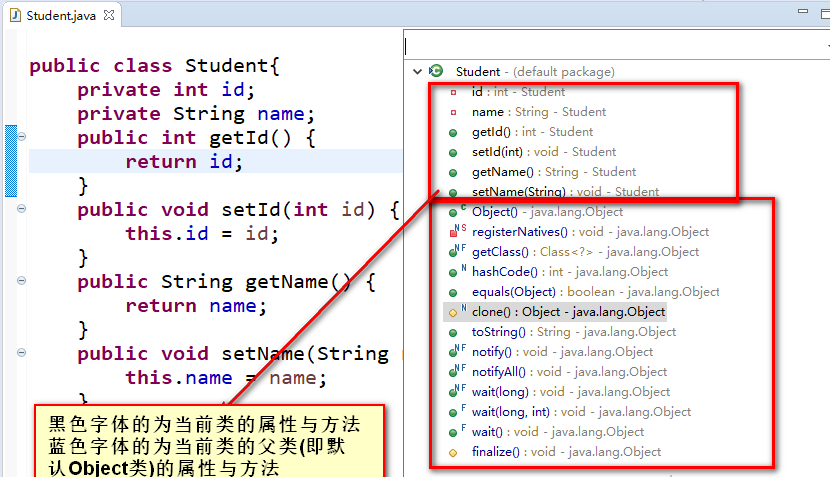 Student.java
public class Student{
private int id;
private String name;
public int getId() {
return id;
}
public void setId(int id) {
this.id = id;
}
public String getName() {
return name;
}
public void setName(String
this.name = name;
}
黑色字体的为当前类的属性与方法
蓝色字体的为当前类的父类(即默
认Object类)的属性与方法
Student - (default package)
id : int - Student
name : String - Student
getId() : int - Student
setId(int) : void - Student
getName() : String - Student
setName(String) : void - Student
Object() - java.lang.Object
registerNatives() : void - java.lang.Object
getClass() : Class<?> - java.lang.Object
hashCode() : int - java.lang.Object
equals(Object) : boolean - java.lang.Object
clone() : Object - java.lang.Object
toString() : String - java.lang.Object
notify() : void - java.lang.Object
notifyAll() : void - java.lang.Object
wait(long) : void - java.lang.Object
wait(long, int) : void - java.lang.Object
wait() : void - java.lang.Object
finalize() : void - java.lang.Object